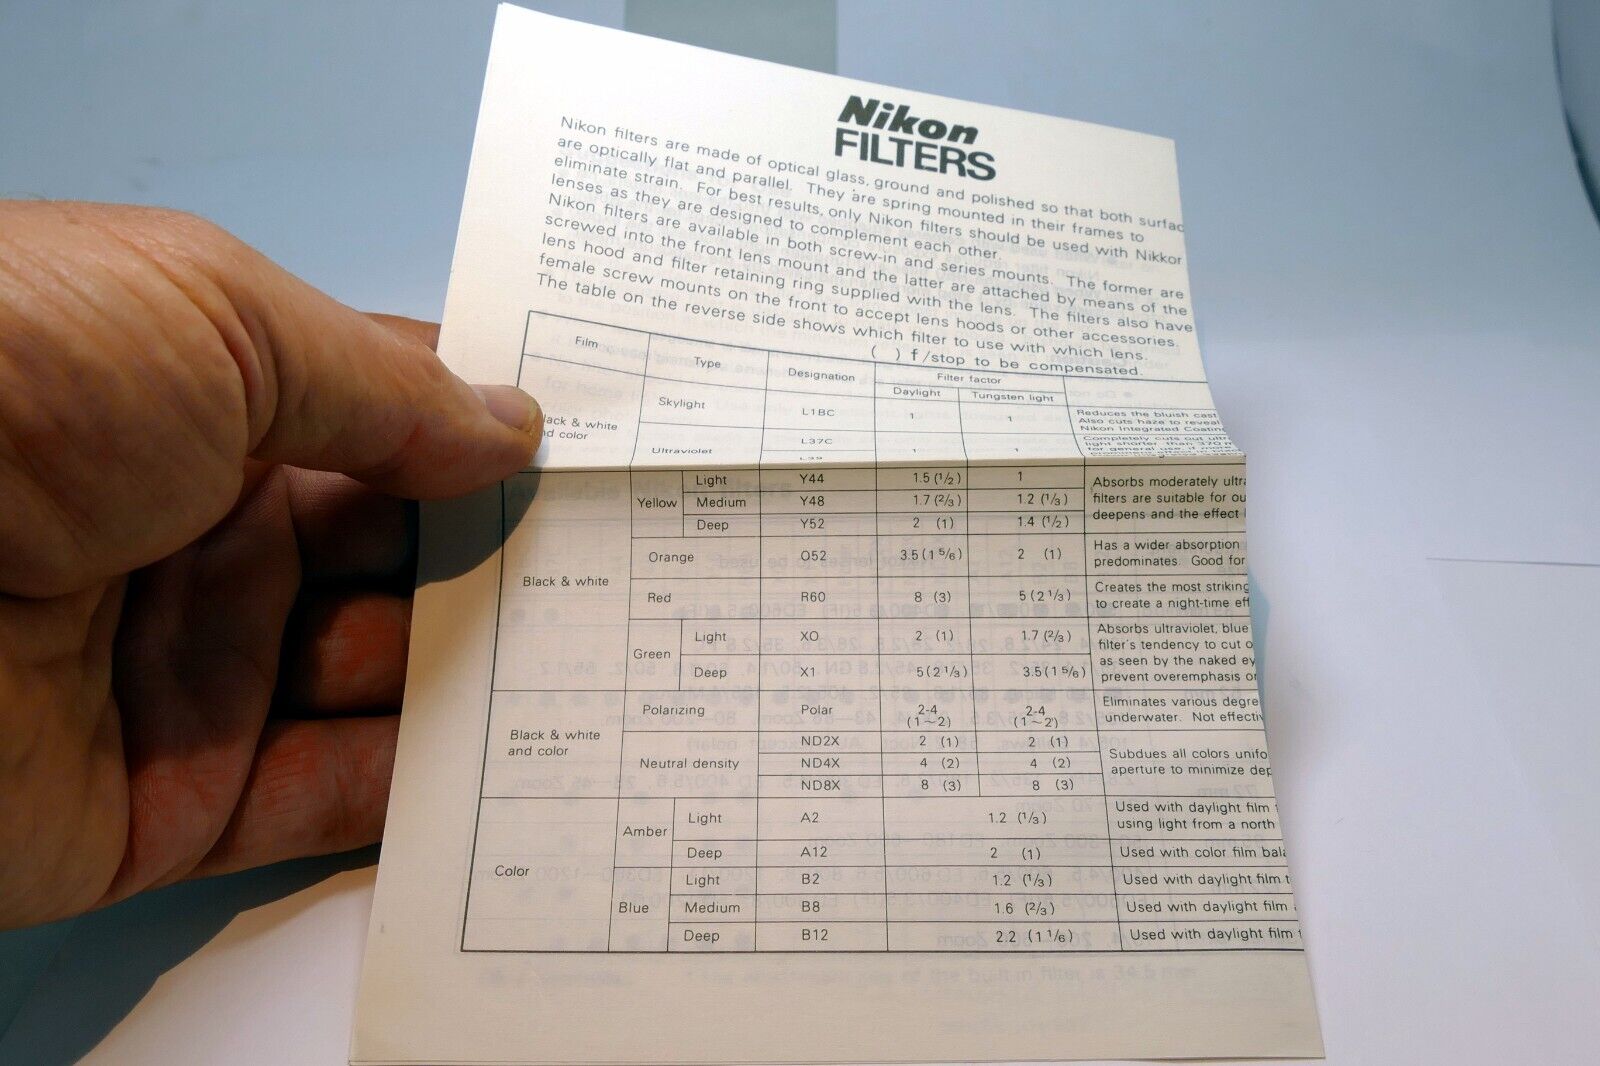 Nikon
FILTERS
Nikon filters are made of optical glass, ground and polished so that both surfac
are optically flat and parallel. They are spring mounted in their frames to
eliminate strain. For best results, only Nikon filters should be used with Nikkor
lenses as they are designed to complement each other.
Nikon filters are available in both screw-in and series mounts. The former are
screwed into the front lens mount and the latter are attached by means of the
lens hood and filter retaining ring supplied with the lens. The filters also have
female screw mounts on the front to accept lens hoods or other accessories.
The table on the reverse side shows which filter to use with which lens.
( ) f/stop to be compensated.
Film Type Designation Filter factor
Daylight Tungsten light
lack & white
and color
Skylight L1BC 1 1
Reduces the bluish cast
Also cuts haze to reveal
Nikon Integrated Coating
Ultraviolet L37C 1 1
L39
Completely cuts out ultr
light shorter than 370 m
for general use.
Black & white
Yellow Light Y44 1.5 (1/2) 1
Medium Y48 1.7 (2/3) 1.2 (1/3)
Deep Y52 2 (1) 1.4 (1/2)
Absorbs moderately ultra
filters are suitable for ou
deepens and the effect
Orange O52 3.5 (1 5/6) 2 (1)
Has a wider absorption
predominates. Good for
Red R60 8 (3) 5 (2 1/3)
Creates the most striking
to create a night-time eff
Green Light XO 2 (1) 1.7 (2/3)
Deep X1 5 (2 1/3) 3.5 (1 5/6)
Absorbs ultraviolet, blue
filter's tendency to cut o
as seen by the naked ey
prevent overemphasis or
Black & white
and color
Polarizing Polar 2-4 2-4
(1~2) (1~2)
Eliminates various degre
underwater. Not effectiv
Neutral density ND2X 2 (1) 2 (1)
ND4X 4 (2) 4 (2)
ND8X 8 (3) 8 (3)
Subdues all colors unifo
aperture to minimize dep
Color
Amber Light A2 1.2 (1/3)
Used with daylight film
using light from a north
Deep A12 2 (1) Used with color film bala
Blue Light B2 1.2 (1/3) Used with daylight film t
Medium B8 1.6 (2/3) Used with daylight film
Deep B12 2.2 (1 1/6) Used with daylight film t